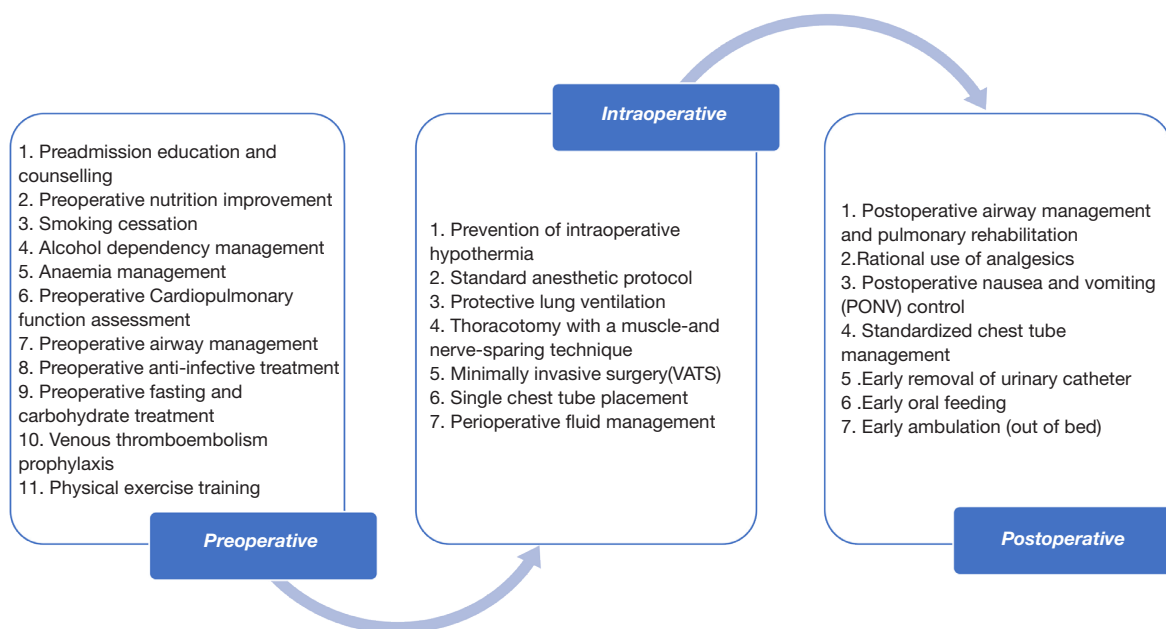 Preoperative
1. Preadmission education and
counselling
2. Preoperative nutrition improvement
3. Smoking cessation
4. Alcohol dependency management
5. Anaemia management
6. Preoperative Cardiopulmonary
function assessment
7. Preoperative airway management
8. Preoperative anti-infective treatment
9. Preoperative fasting and
carbohydrate treatment
10. Venous thromboembolism
prophylaxis
11. Physical exercise training
Intraoperative
1. Prevention of intraoperative
hypothermia
2. Standard anesthetic protocol
3. Protective lung ventilation
4. Thoracotomy with a muscle-and
nerve-sparing technique
5. Minimally invasive surgery(VATS)
6. Single chest tube placement
7. Perioperative fluid management
Postoperative
1. Postoperative airway management
and pulmonary rehabilitation
2.Rational use of analgesics
3. Postoperative nausea and vomiting
(PONV) control
4. Standardized chest tube
management
5 .Early removal of urinary catheter
6 .Early oral feeding
7. Early ambulation (out of bed)